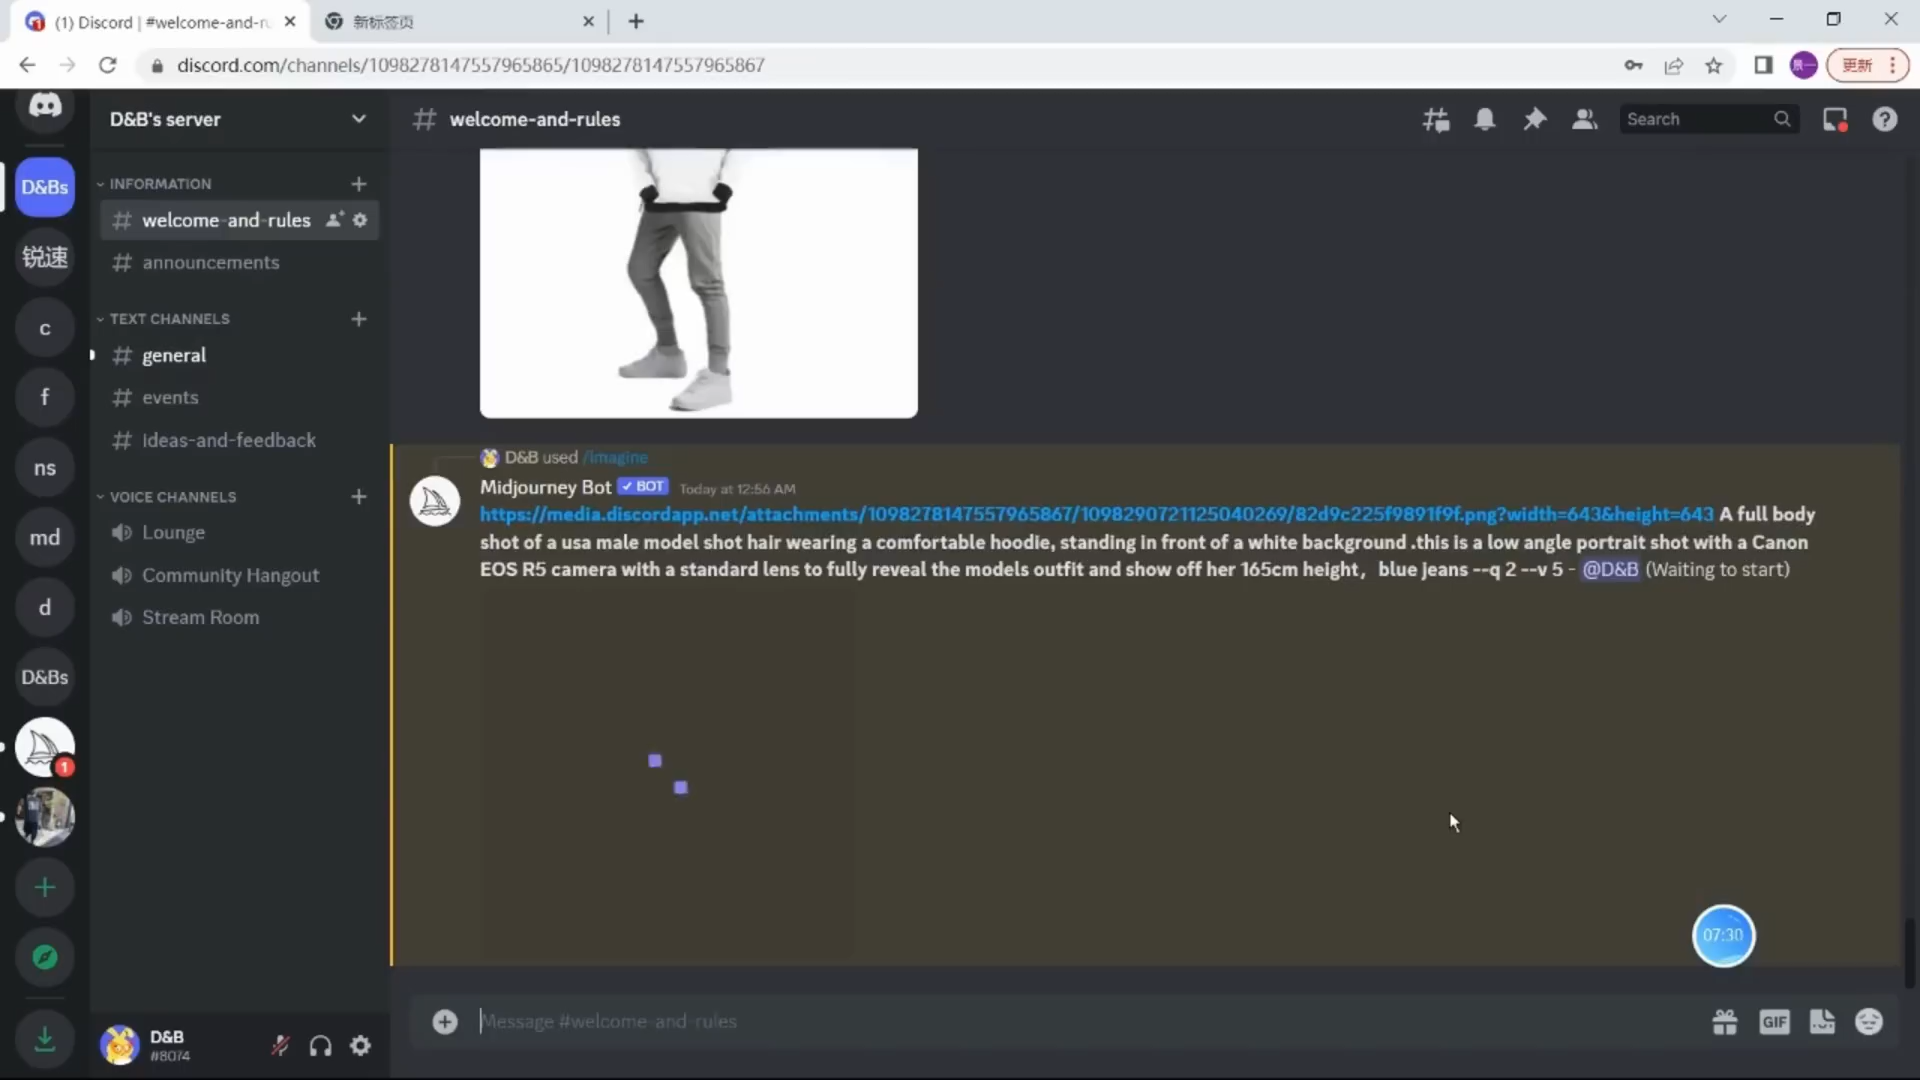 (1) Discord | #welcome-and-ru
新标签页
discord.com/channels/1098278147557965865/1098278147557965867
景一
更新
D&B's server
# welcome-and-rules
Search
D&Bs
INFORMATION
# welcome-and-rules
# announcements
锐速
TEXT CHANNELS
c
# general
# events
f
# ideas-and-feedback
ns
VOICE CHANNELS
Lounge
md
Community Hangout
d
Stream Room
D&Bs
1
D&B used /imagine
Midjourney Bot ✓ BOT Today at 12:56 AM
https://media.discordapp.net/attachments/1098278147557965867/1098290721125040269/82d9c225f9891f9f.png?width=643&height=643 A full body
shot of a usa male model shot hair wearing a comfortable hoodie, standing in front of a white background .this is a low angle portrait shot with a Canon
EOS R5 camera with a standard lens to fully reveal the models outfit and show off her 165cm height，blue jeans --q 2 --v 5 - @D&B (Waiting to start)
07:30
Message #welcome-and-rules
GIF
D&B
#8074